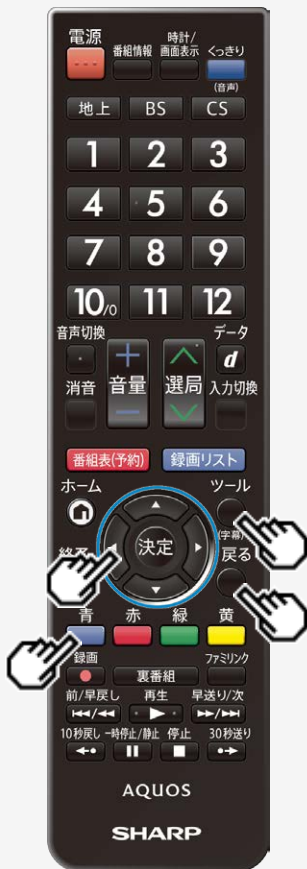 電源
番組情報
時計/
画面表示
くっきり
(音声)
地上 BS CS
1 2 3
4 5 6
7 8 9
10/0 11 12
音声切換
データ
d
消音 音量 選局 入力切換
番組表(予約) 録画リスト
ホーム
ツール
(字幕)
決定
戻る
青 赤 緑 黄
録画
裏番組
ファミリンク
前/早戻し 再生 早送り/次
10秒戻し 一時停止/静止 停止 30秒送り
AQUOS
SHARP